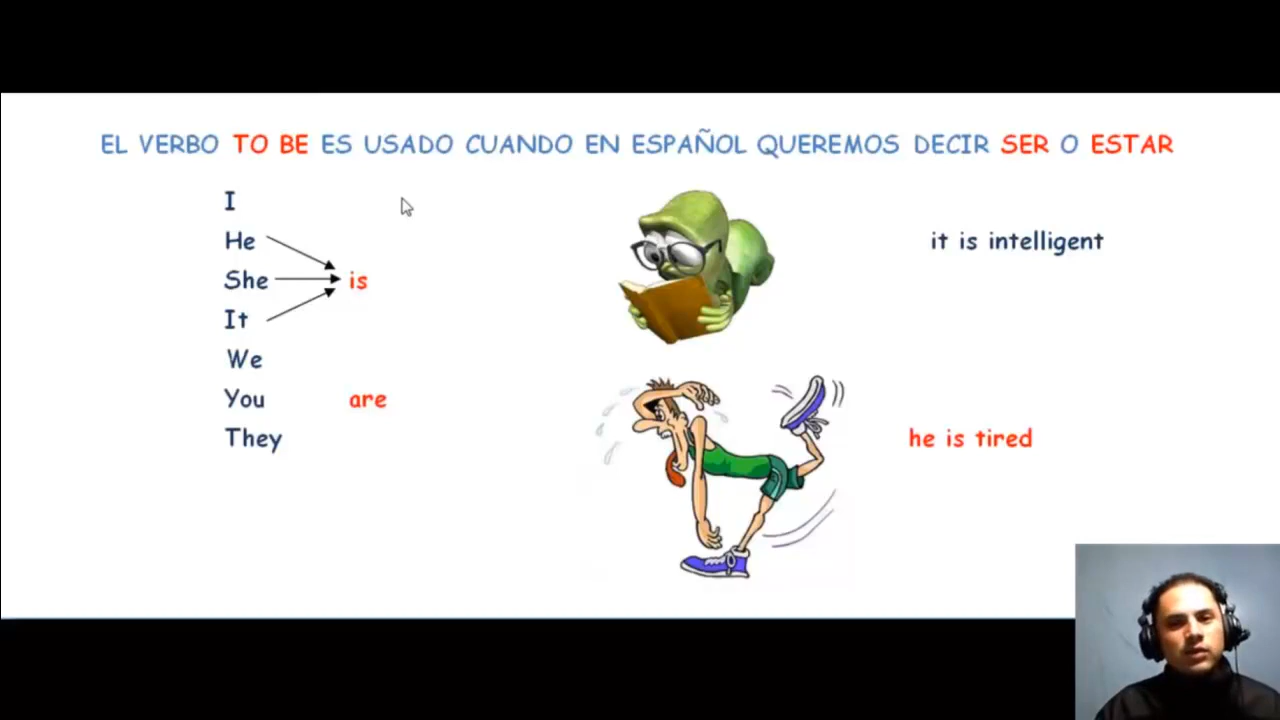 EL VERBO TO BE ES USADO CUANDO EN ESPAÑOL QUEREMOS DECIR SER O ESTAR
I
He
She is
It
We
You are
They
it is intelligent
he is tired